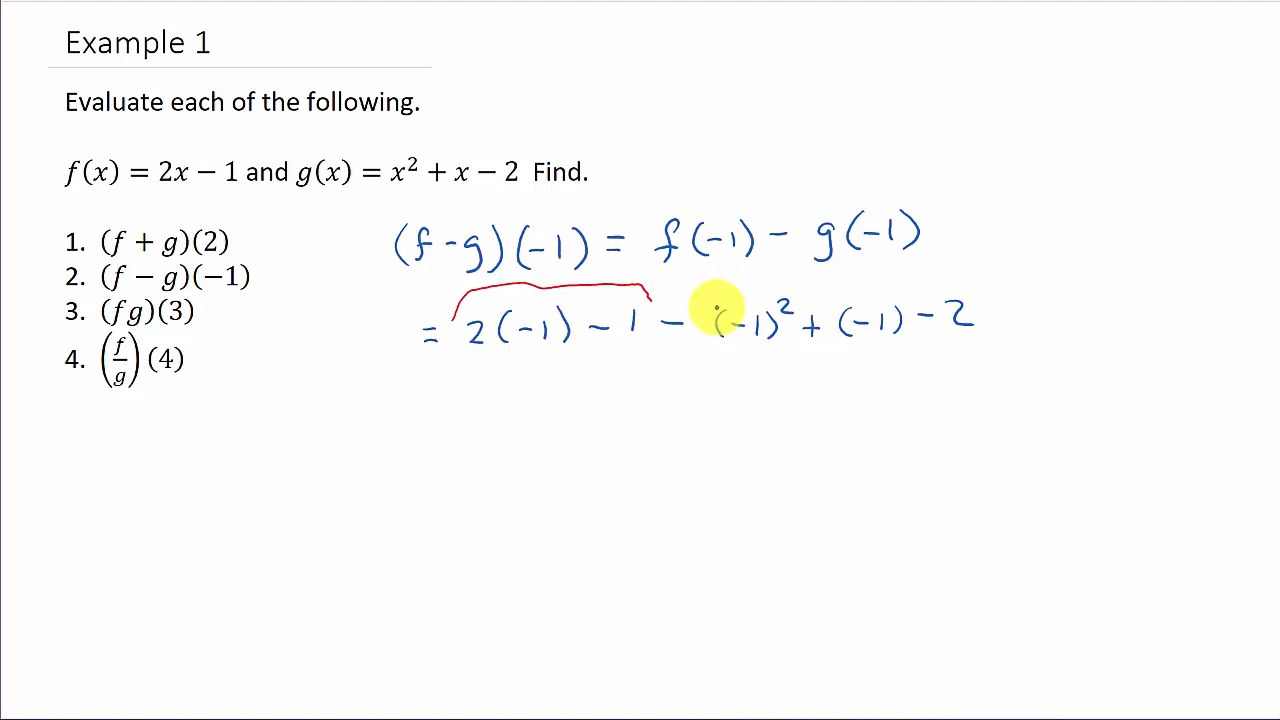 Example 1
Evaluate each of the following.
f(x) = 2x − 1 and g(x) = x² + x − 2 Find.
1. (f + g)(2)
2. (f − g)(−1)
3. (fg)(3)
4. (f/g)(4)
(f - g)(-1) = f(-1) - g(-1)
= 2(-1) - 1 - (-1)² + (-1) - 2